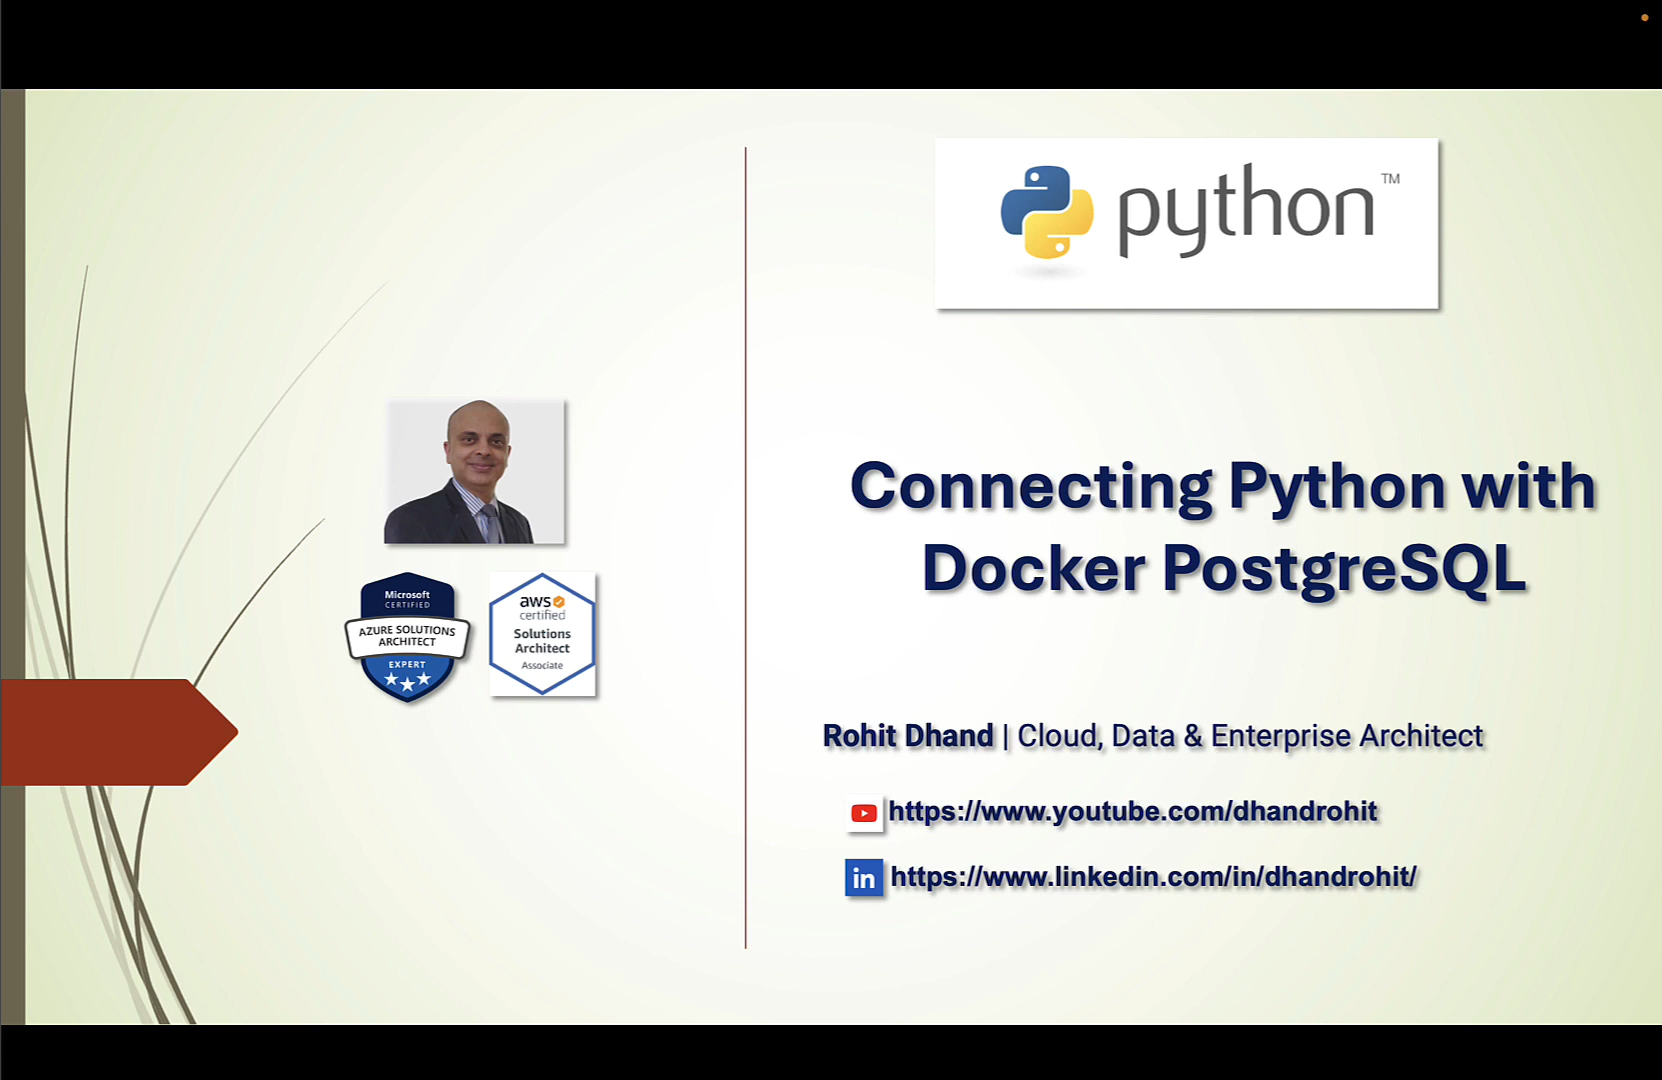 python™
Connecting Python with
Docker PostgreSQL
Microsoft
CERTIFIED
AZURE SOLUTIONS
ARCHITECT
EXPERT
aws
certified
Solutions
Architect
Associate
Rohit Dhand | Cloud, Data & Enterprise Architect
https://www.youtube.com/dhandrohit
in https://www.linkedin.com/in/dhandrohit/